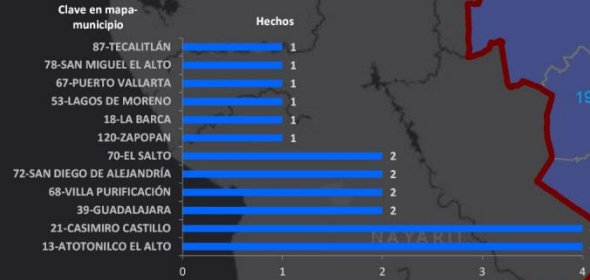 Clave en mapa-
municipio
Hechos
87-TECALITLÁN 1
78-SAN MIGUEL EL ALTO 1
67-PUERTO VALLARTA 1
53-LAGOS DE MORENO 1
18-LA BARCA 1
120-ZAPOPAN 1
70-EL SALTO 2
72-SAN DIEGO DE ALEJANDRÍA 2
68-VILLA PURIFICACIÓN 2
39-GUADALAJARA 2
21-CASIMIRO CASTILLO
13-ATOTONILCO EL ALTO
0 1 2 3 4
NAYARIT